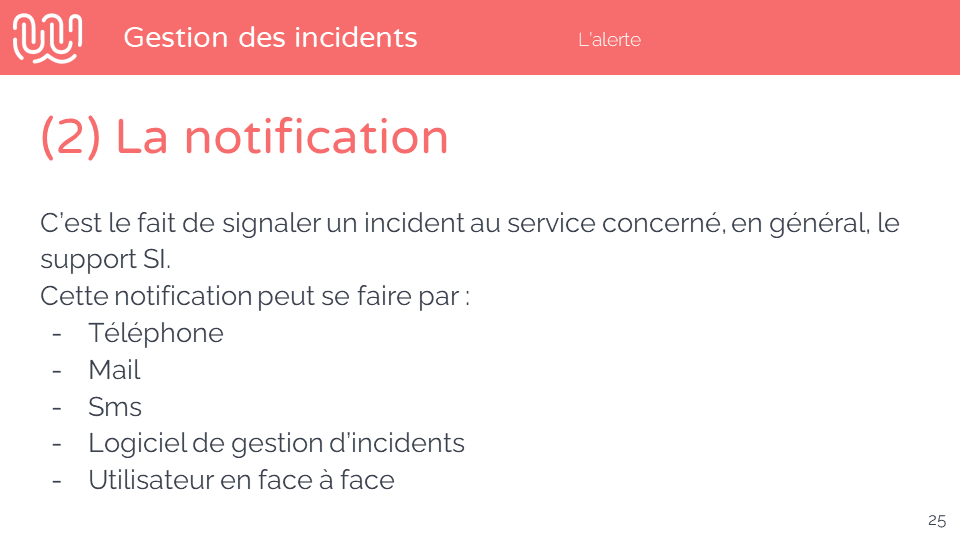 Gestion des incidents
L'alerte
(2) La notification
C'est le fait de signaler un incident au service concerné, en général, le
support SI.
Cette notification peut se faire par :
- Téléphone
- Mail
- Sms
- Logiciel de gestion d'incidents
- Utilisateur en face à face
25